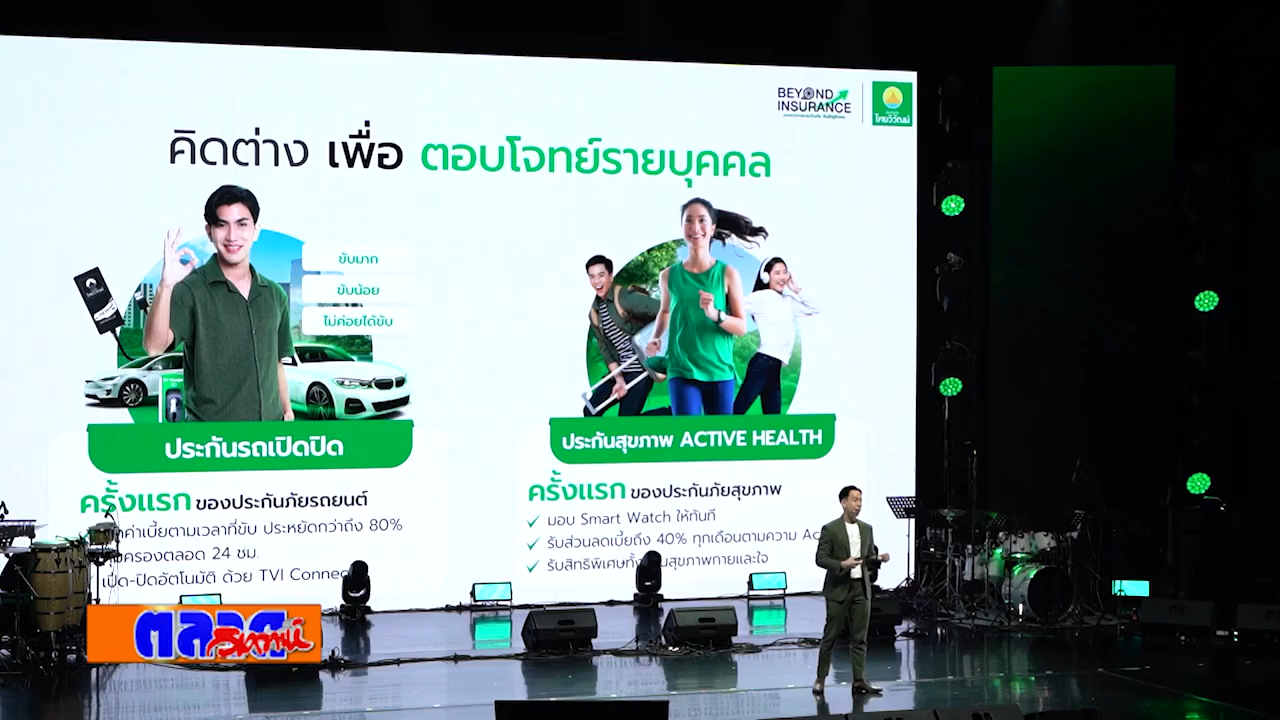 BEYOND
INSURANCE
ไทยวิวัฒน์
คิดต่าง เพื่อ ตอบโจทย์รายบุคคล
ขับมาก
ขับน้อย
ไม่ค่อยได้ขับ
ประกันรถเปิดปิด
ครั้งแรก ของประกันภัยรถยนต์
ค่าเบี้ยตามเวลาที่ขับ ประหยัดกว่าถึง 80%
ตลอด 24 ชม.
เปิด-ปิดอัตโนมัติ ด้วย TVI Connect
ประกันสุขภาพ ACTIVE HEALTH
ครั้งแรก ของประกันภัยสุขภาพ
มอบ Smart Watch ให้ทันที
รับส่วนลดเบี้ยถึง 40% ทุกเดือนตามความ
รับสิทธิพิเศษ สุขภาพกายและใจ
ตลาด